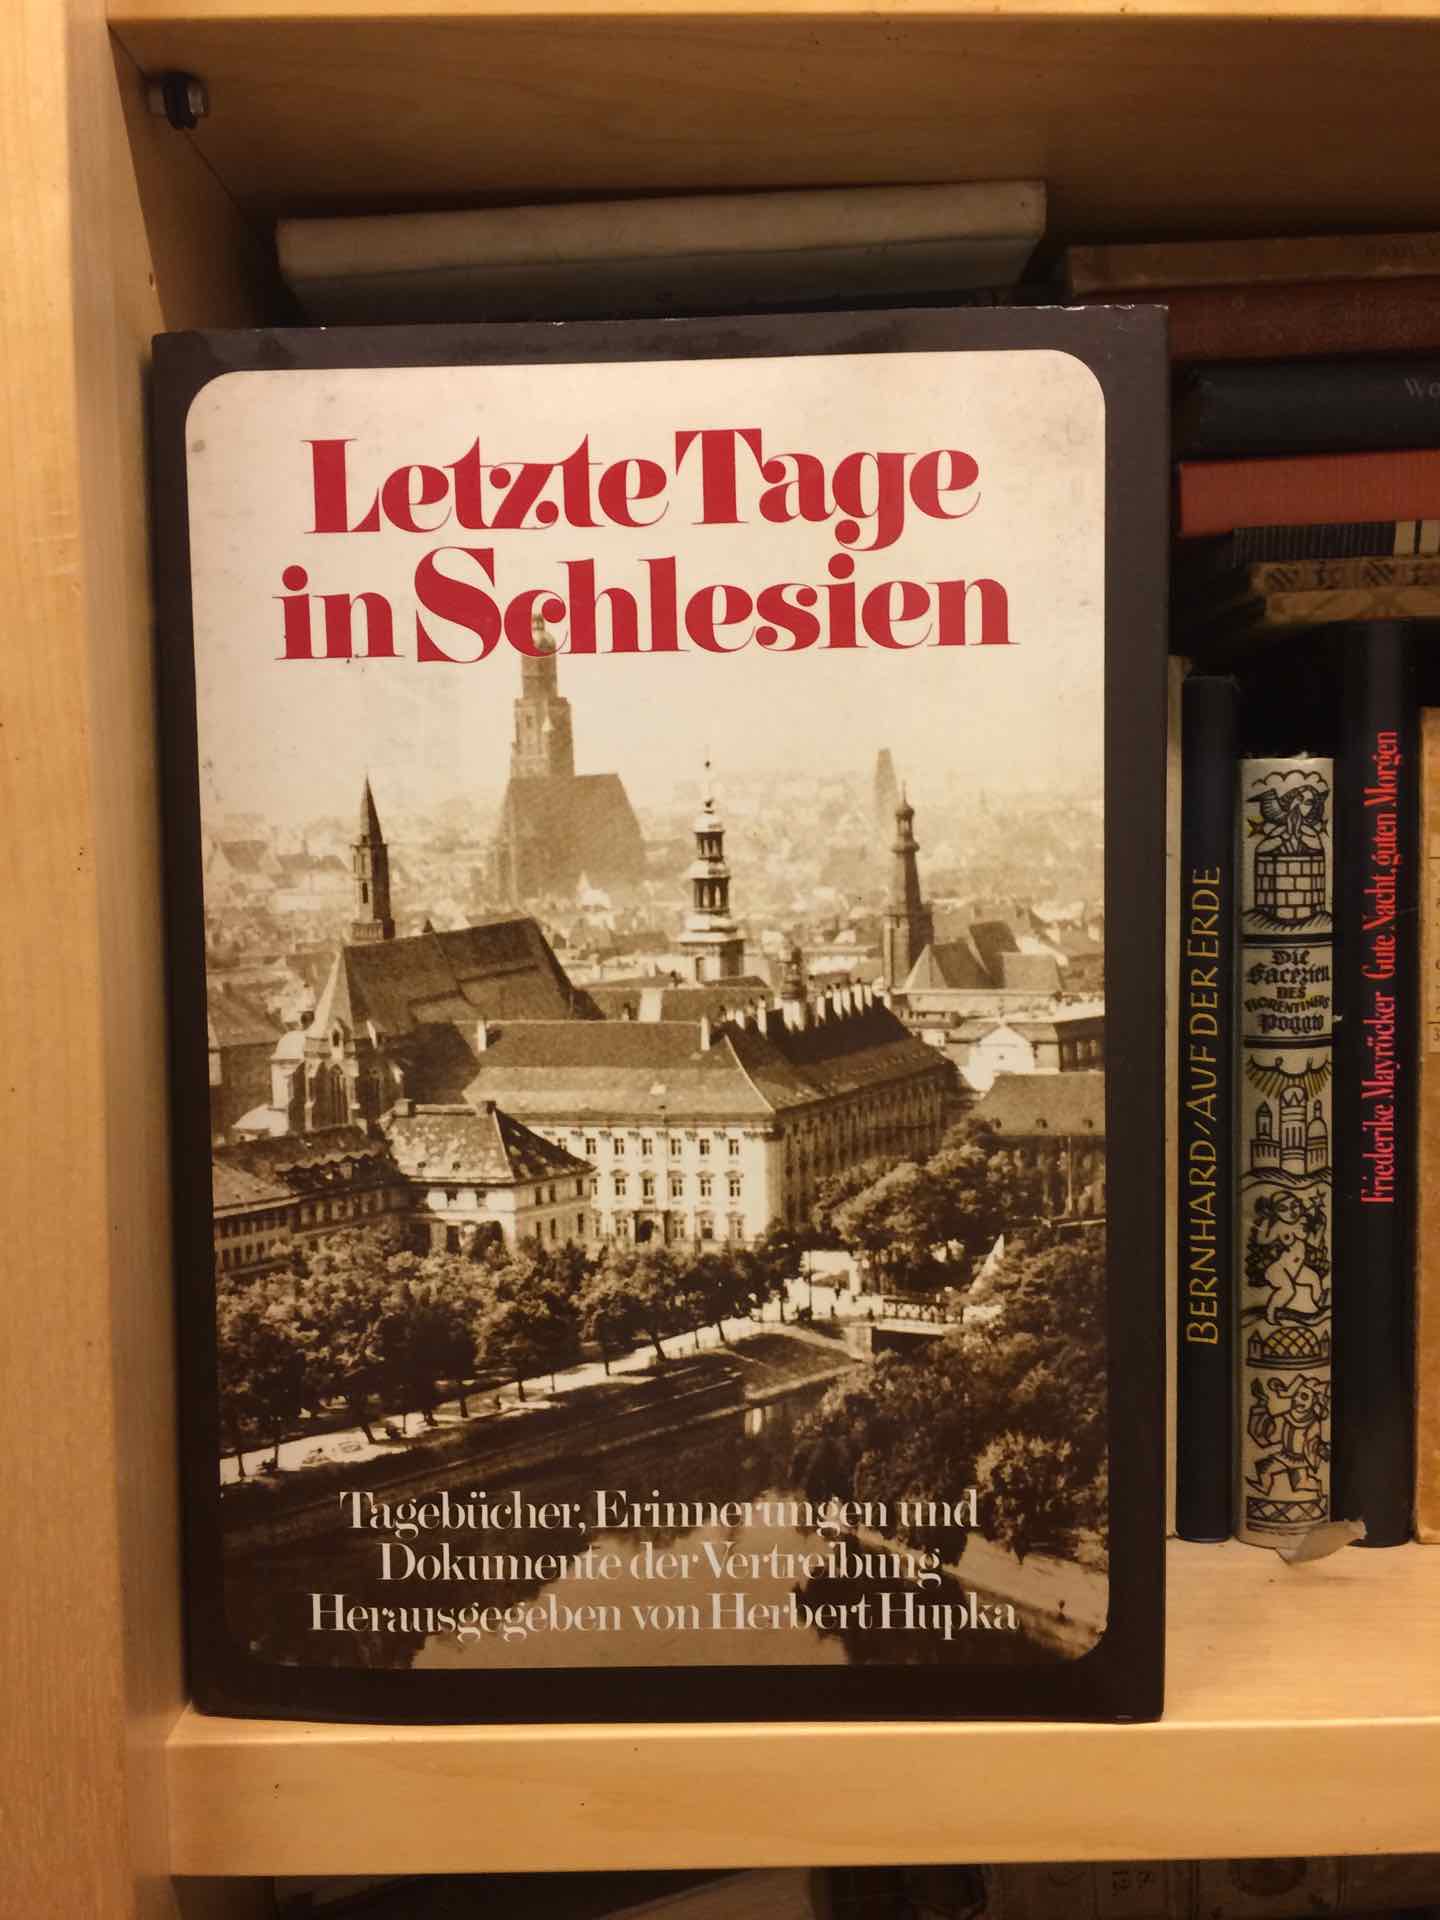 Letzte Tage
in Schlesien
Tagebücher, Erinnerungen und
Dokumente der Vertreibung
Herausgegeben von Herbert Hupka
BERNHARD/AUF DER ERDE
Die
Facezien
DES
FLORENTINERS
Poggio
Friederike Mayröcker Gute Nacht, guten Morgen